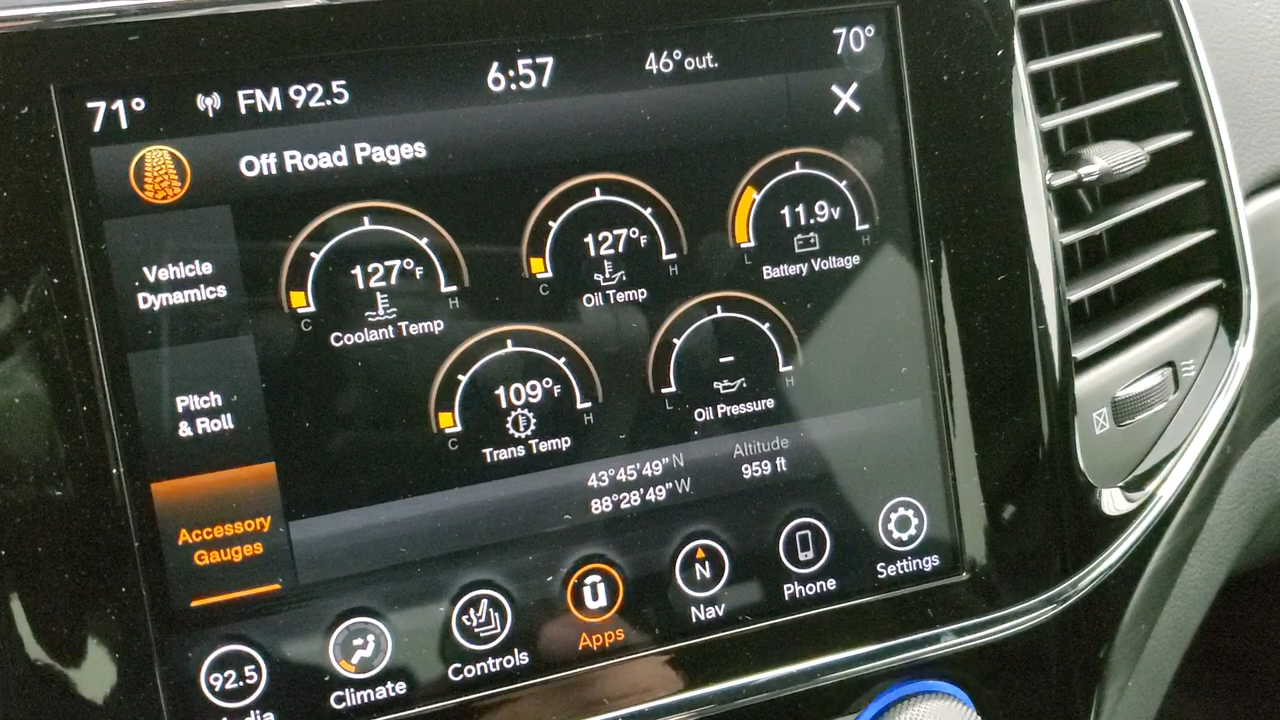 71° FM 92.5 6:57 46° out. 70°
Off Road Pages
Vehicle
Dynamics
Pitch
& Roll
Accessory
Gauges
127°F
C H
Coolant Temp
127°F
C H
Oil Temp
11.9v
L H
Battery Voltage
109°F
C H
Trans Temp
–
L H
Oil Pressure
43°45'49" N
88°28'49" W
Altitude
959 ft
92.5
Climate
Controls
Apps
N
Nav
Phone
Settings